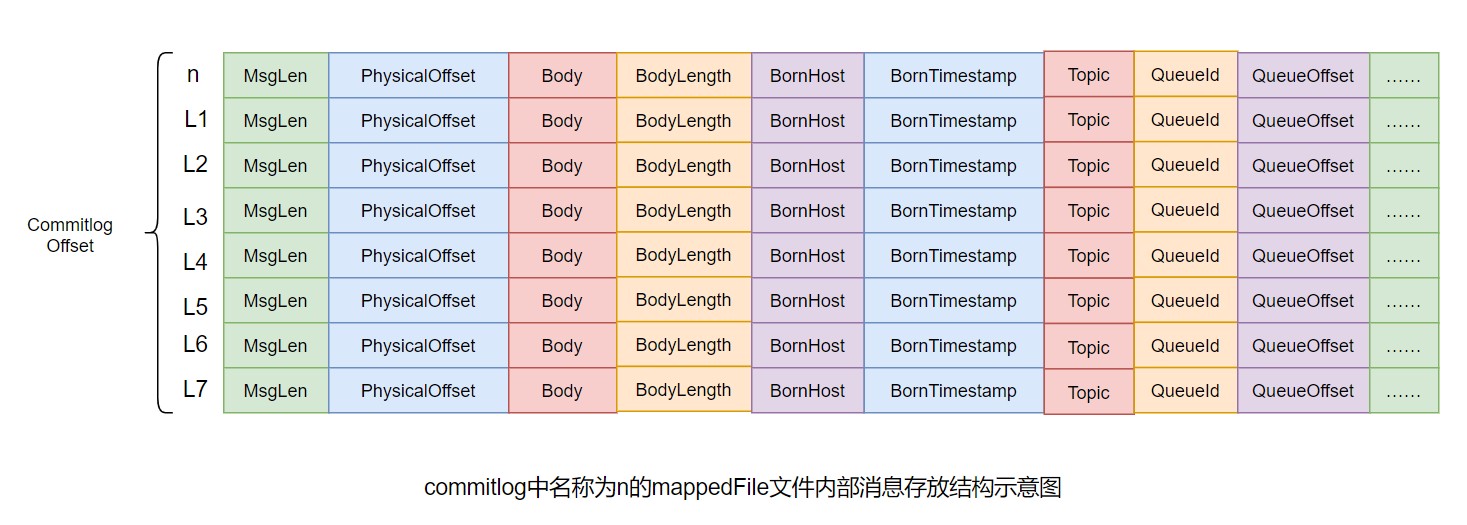 n MsgLen PhysicalOffset Body BodyLength BornHost BornTimestamp Topic QueueId QueueOffset ......
L1 MsgLen PhysicalOffset Body BodyLength BornHost BornTimestamp Topic QueueId QueueOffset ......
L2 MsgLen PhysicalOffset Body BodyLength BornHost BornTimestamp Topic QueueId QueueOffset ......
L3 MsgLen PhysicalOffset Body BodyLength BornHost BornTimestamp Topic QueueId QueueOffset ......
Commitlog
Offset
L4 MsgLen PhysicalOffset Body BodyLength BornHost BornTimestamp Topic QueueId QueueOffset ......
L5 MsgLen PhysicalOffset Body BodyLength BornHost BornTimestamp Topic QueueId QueueOffset ......
L6 MsgLen PhysicalOffset Body BodyLength BornHost BornTimestamp Topic QueueId QueueOffset ......
L7 MsgLen PhysicalOffset Body BodyLength BornHost BornTimestamp Topic QueueId QueueOffset ......
commitlog中名称为n的mappedFile文件内部消息存放结构示意图